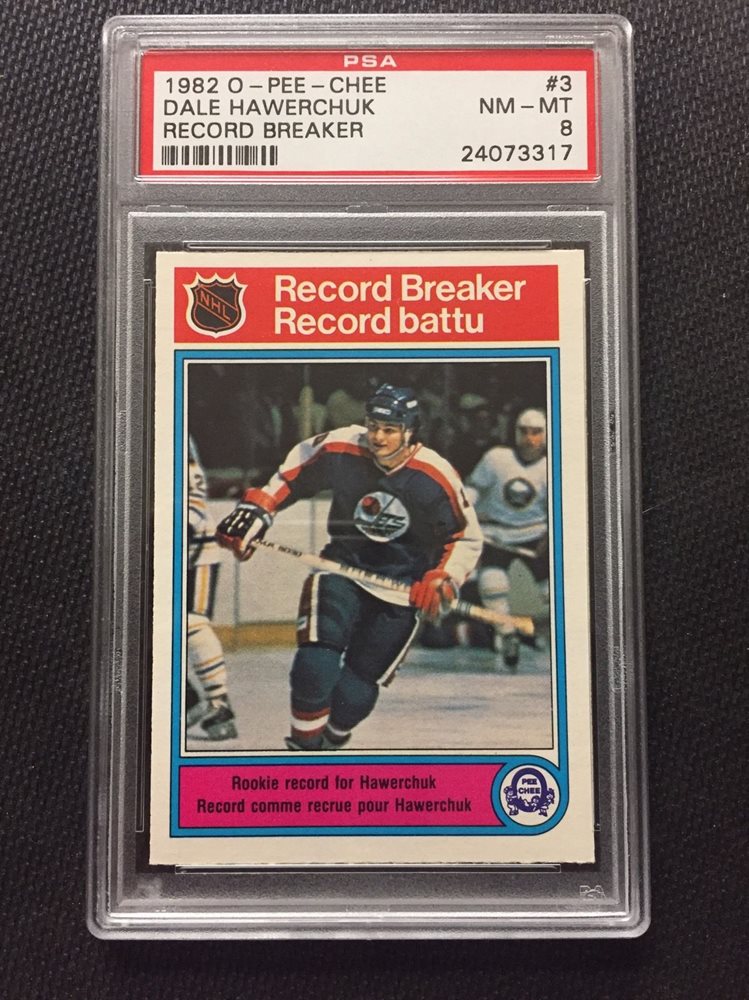 PSA
1982 O-PEE-CHEE #3
DALE HAWERCHUK NM-MT
RECORD BREAKER 8
24073317
NHL
Record Breaker
Record battu
JETS
Rookie record for Hawerchuk
Record comme recrue pour Hawerchuk
PEE
CHEE